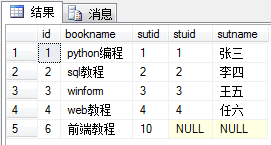 结果 消息
id bookname sutid stuid sutname
1 1 python编程 1 1 张三
2 2 sql教程 2 2 李四
3 3 winform 3 3 王五
4 4 web教程 4 4 任六
5 6 前端教程 10 NULL NULL